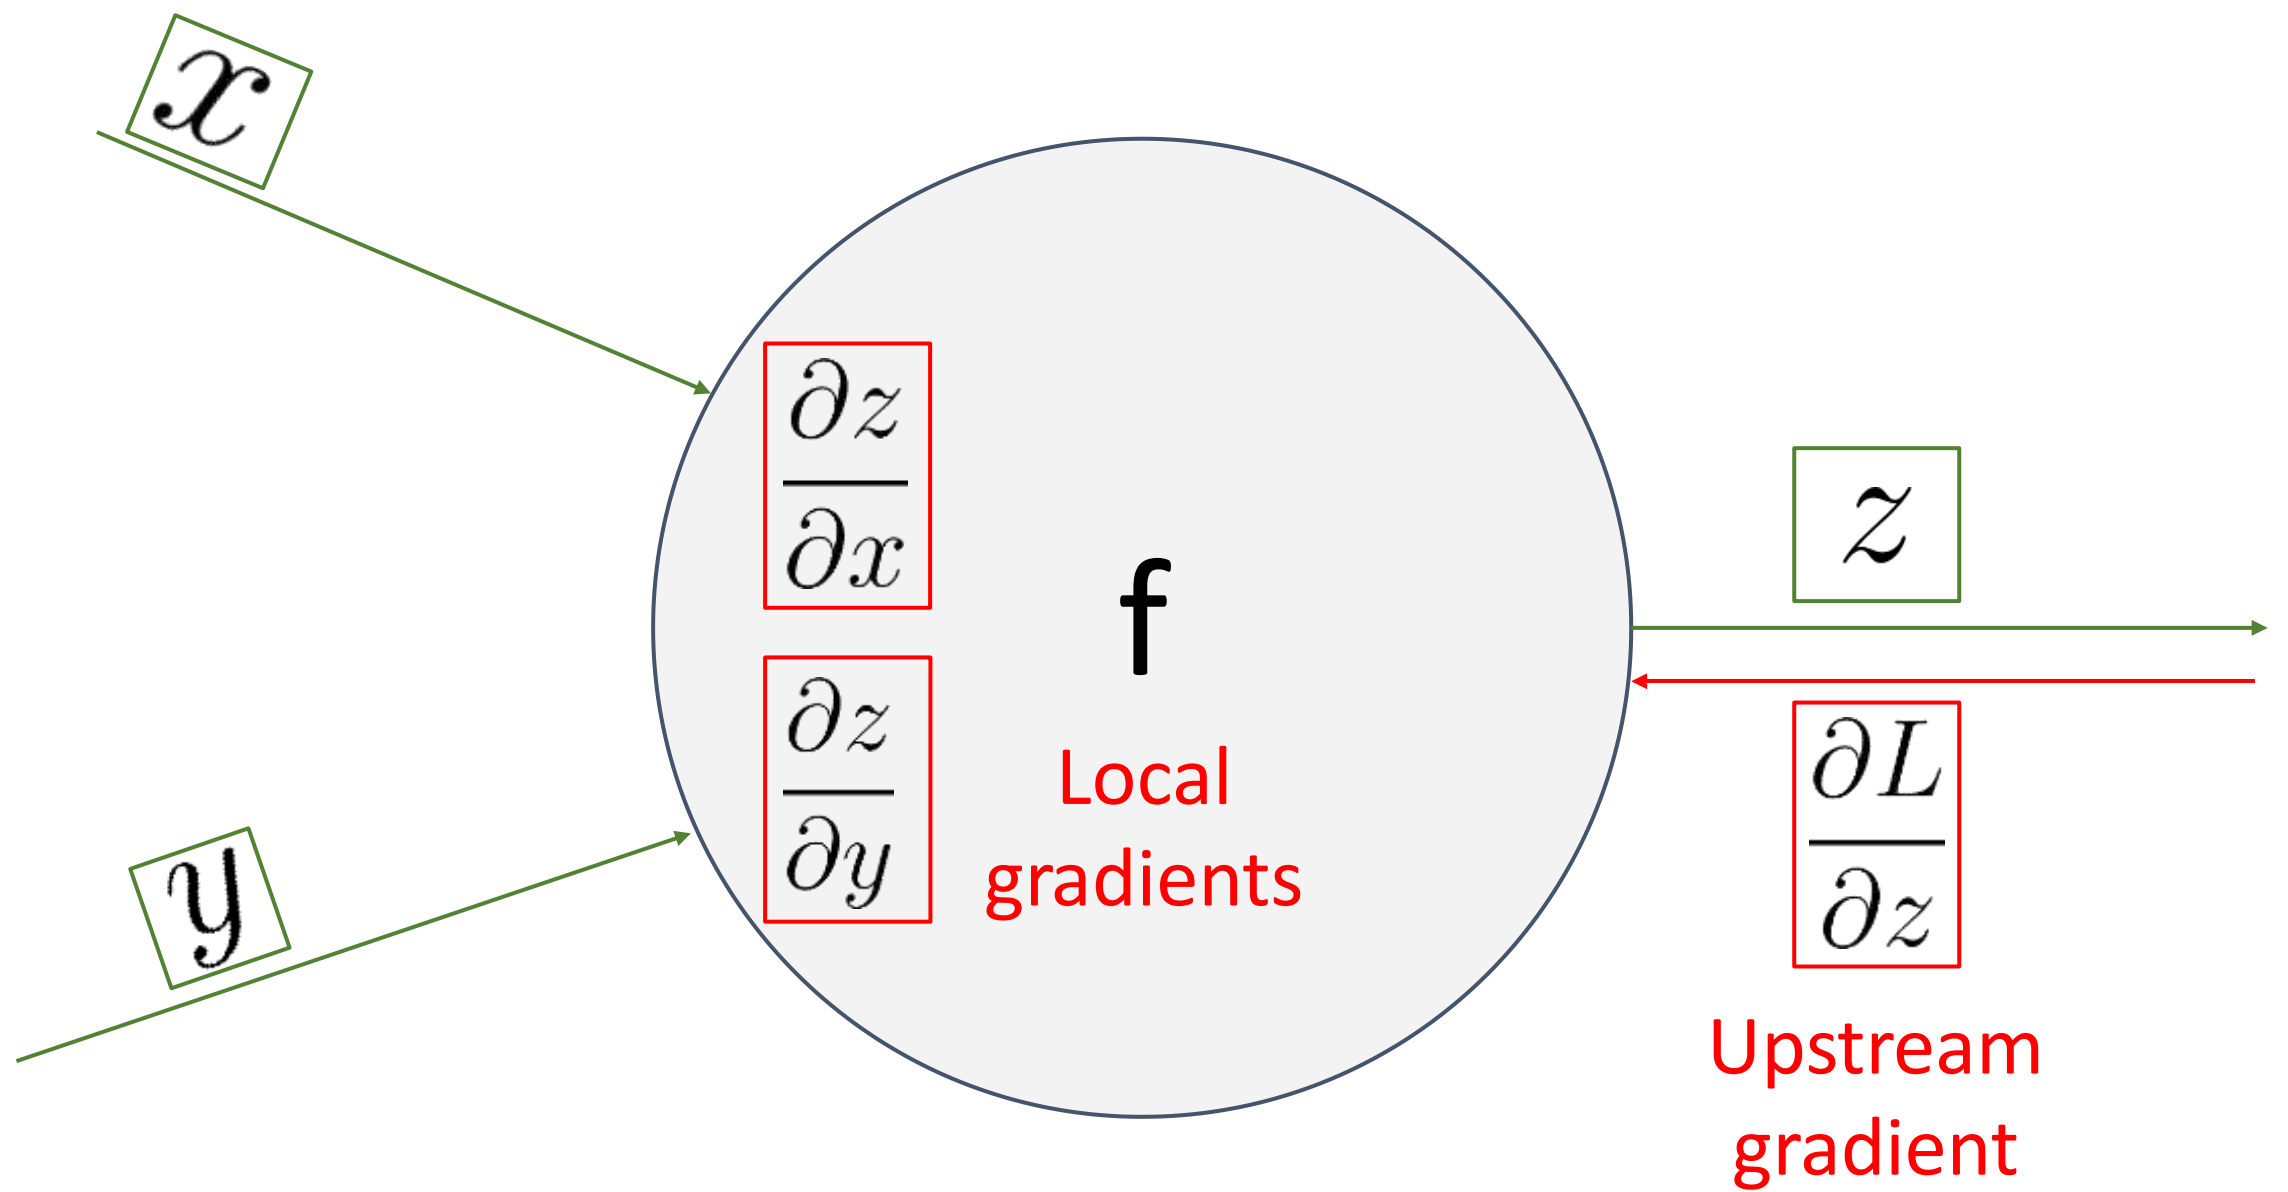 x
∂z
∂x
z
f
∂z
∂y
Local
gradients
∂L
∂z
y
Upstream
gradient